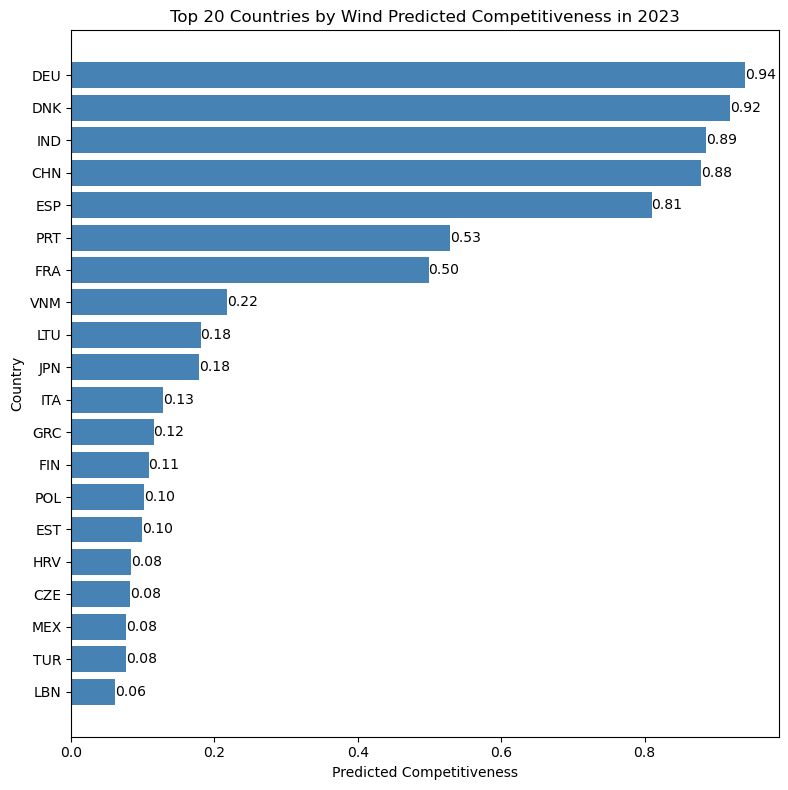 Top 20 Countries by Wind Predicted Competitiveness in 2023
Country
DEU 0.94
DNK 0.92
IND 0.89
CHN 0.88
ESP 0.81
PRT 0.53
FRA 0.50
VNM 0.22
LTU 0.18
JPN 0.18
ITA 0.13
GRC 0.12
FIN 0.11
POL 0.10
EST 0.10
HRV 0.08
CZE 0.08
MEX 0.08
TUR 0.08
LBN 0.06
0.0 0.2 0.4 0.6 0.8
Predicted Competitiveness